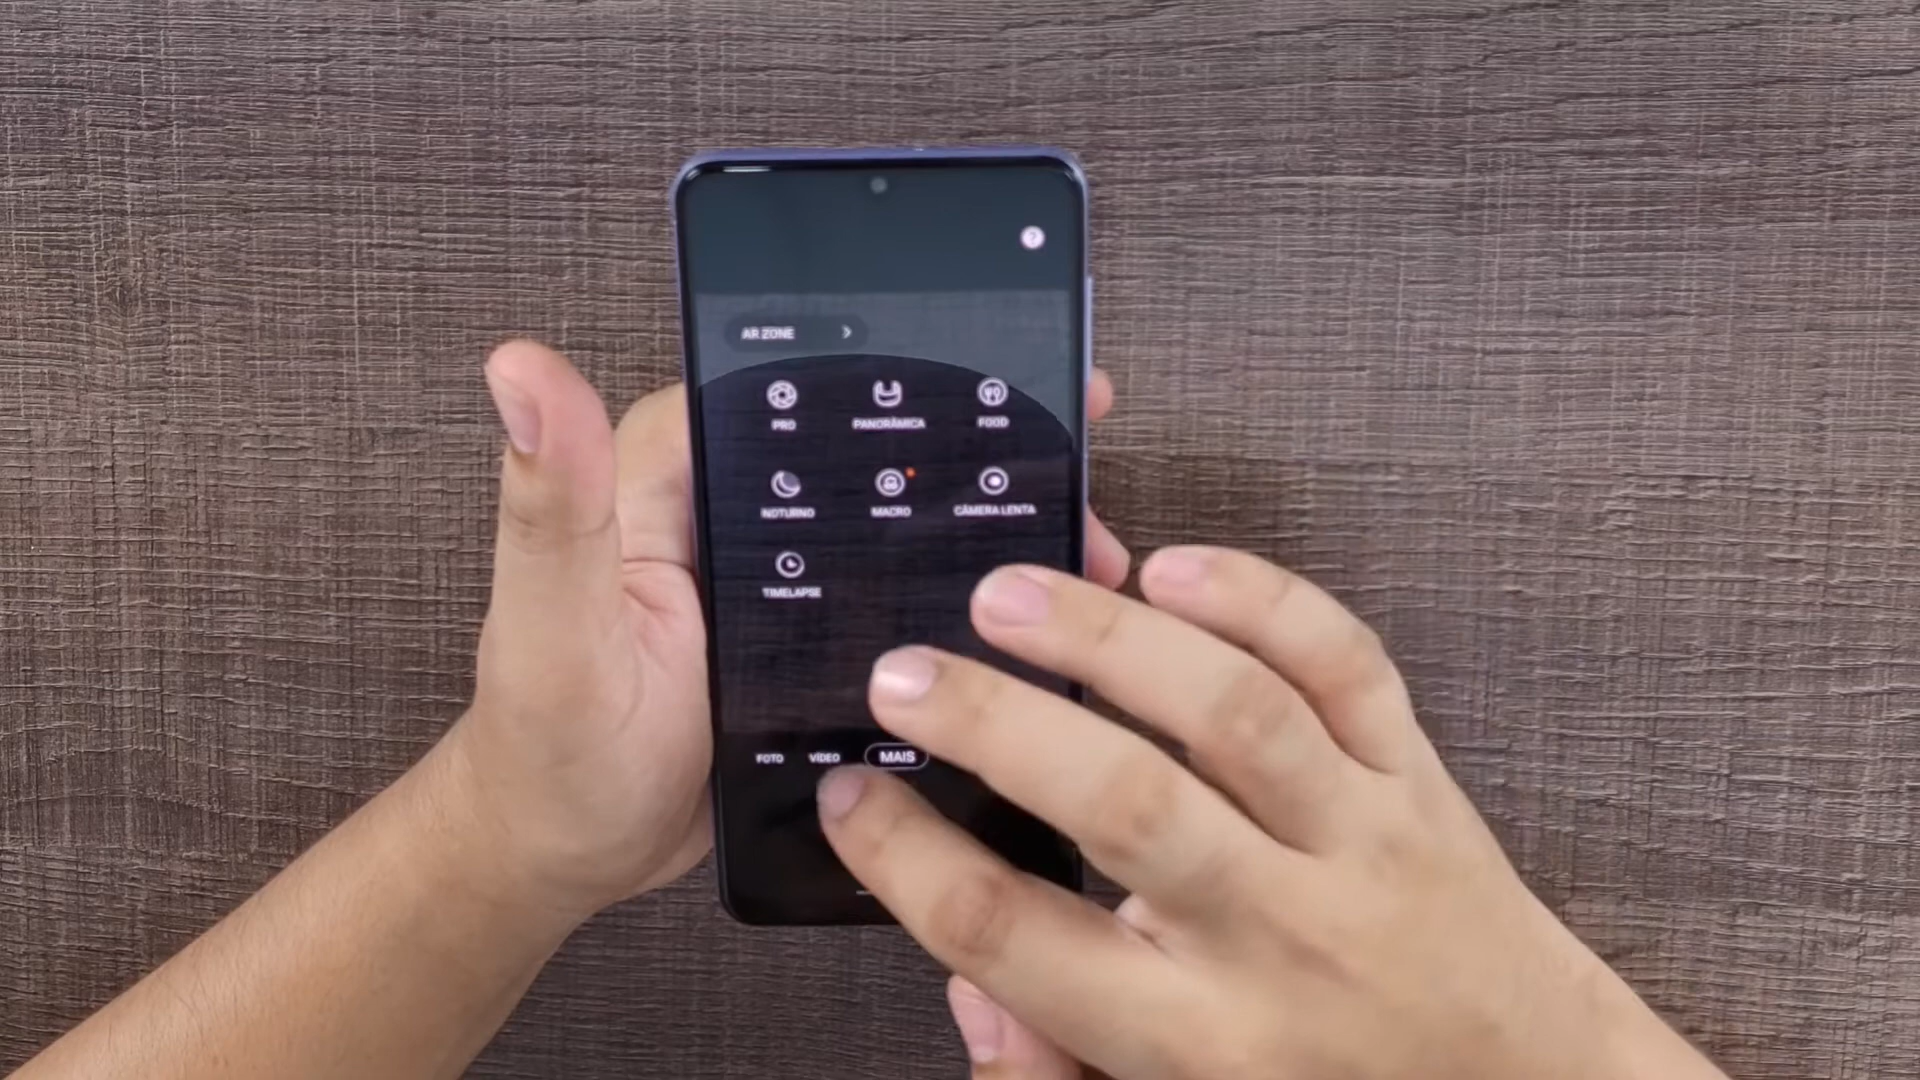 ?
AR ZONE >
PRO PANORÂMICA FOOD
NOTURNO MACRO CÂMERA LENTA
TIMELAPSE
FOTO VÍDEO MAIS